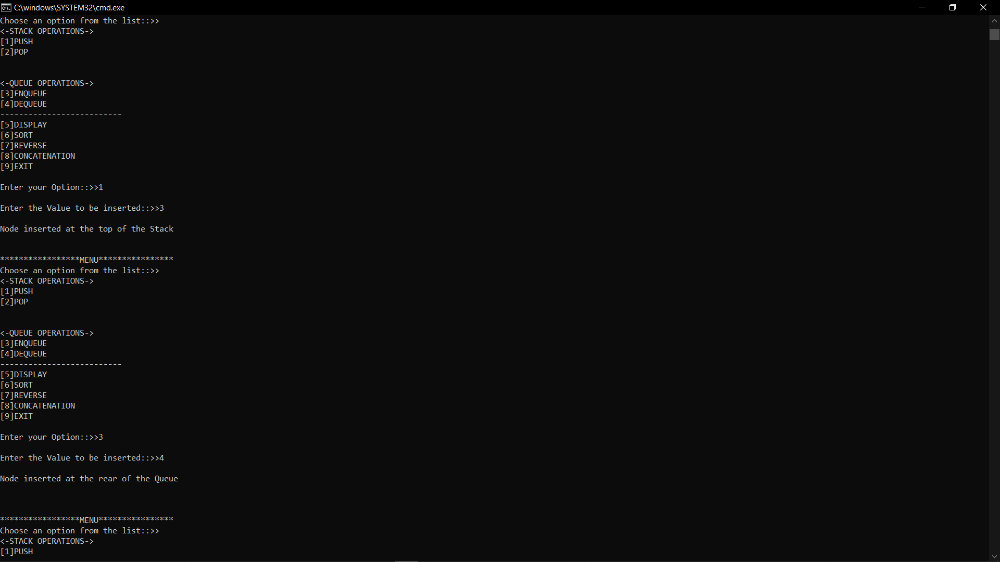 C:\windows\SYSTEM32\cmd.exe
Choose an option from the list::>>
<-STACK OPERATIONS->
[1]PUSH
[2]POP
<-QUEUE OPERATIONS->
[3]ENQUEUE
[4]DEQUEUE
--------------------------
[5]DISPLAY
[6]SORT
[7]REVERSE
[8]CONCATENATION
[9]EXIT
Enter your Option::>>1
Enter the Value to be inserted::>>3
Node inserted at the top of the Stack
*****************MENU****************
Choose an option from the list::>>
<-STACK OPERATIONS->
[1]PUSH
[2]POP
<-QUEUE OPERATIONS->
[3]ENQUEUE
[4]DEQUEUE
--------------------------
[5]DISPLAY
[6]SORT
[7]REVERSE
[8]CONCATENATION
[9]EXIT
Enter your Option::>>3
Enter the Value to be inserted::>>4
Node inserted at the rear of the Queue
*****************MENU****************
Choose an option from the list::>>
<-STACK OPERATIONS->
[1]PUSH